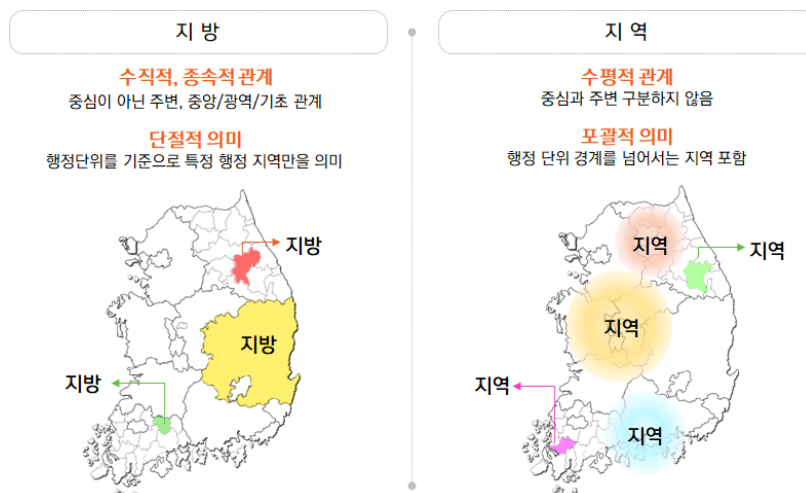 지 방
수직적, 종속적 관계
중심이 아닌 주변, 중앙/광역/기초 관계
단절적 의미
행정단위를 기준으로 특정 행정 지역만을 의미
지방
지방
지방
지 역
수평적 관계
중심과 주변 구분하지 않음
포괄적 의미
행정 단위 경계를 넘어서는 지역 포함
지역
지역
지역
지역
지역